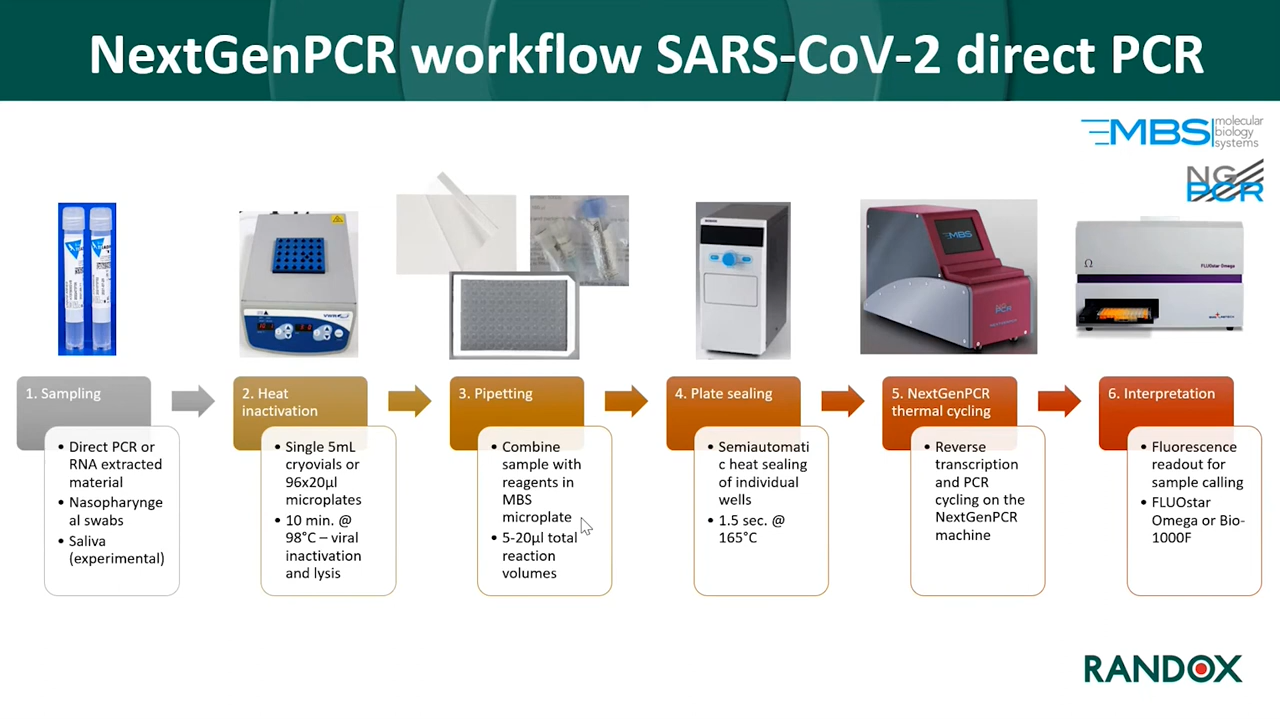 NextGenPCR workflow SARS-CoV-2 direct PCR
MBS molecular
biology
systems
NG
PCR
MBS
PCR
Ω
FLUOstar Omega
1. Sampling
• Direct PCR or
RNA extracted
material
• Nasopharynge
al swabs
• Saliva
(experimental)
2. Heat
inactivation
• Single 5mL
cryovials or
96x20µl
microplates
• 10 min. @
98°C – viral
inactivation
and lysis
3. Pipetting
• Combine
sample with
reagents in
MBS
microplate
• 5-20µl total
reaction
volumes
4. Plate sealing
• Semiautomati
c heat sealing
of individual
wells
• 1.5 sec. @
165°C
5. NextGenPCR
thermal cycling
• Reverse
transcription
and PCR
cycling on the
NextGenPCR
machine
6. Interpretation
• Fluorescence
readout for
sample calling
• FLUOstar
Omega or Bio-
1000F
RANDOX